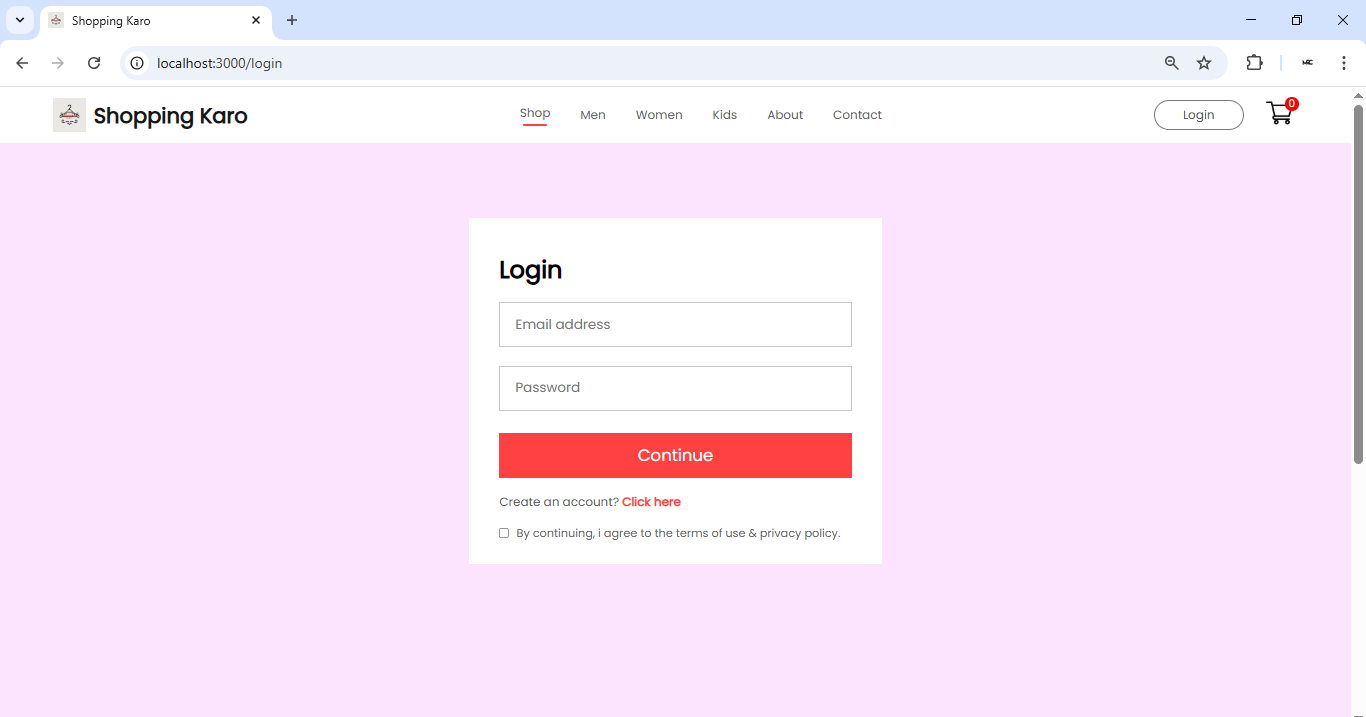 Shopping Karo
localhost:3000/login
Shopping Karo
Shop Men Women Kids About Contact Login 0
Login
Email address
Password
Continue
Create an account? Click here
By continuing, i agree to the terms of use & privacy policy.